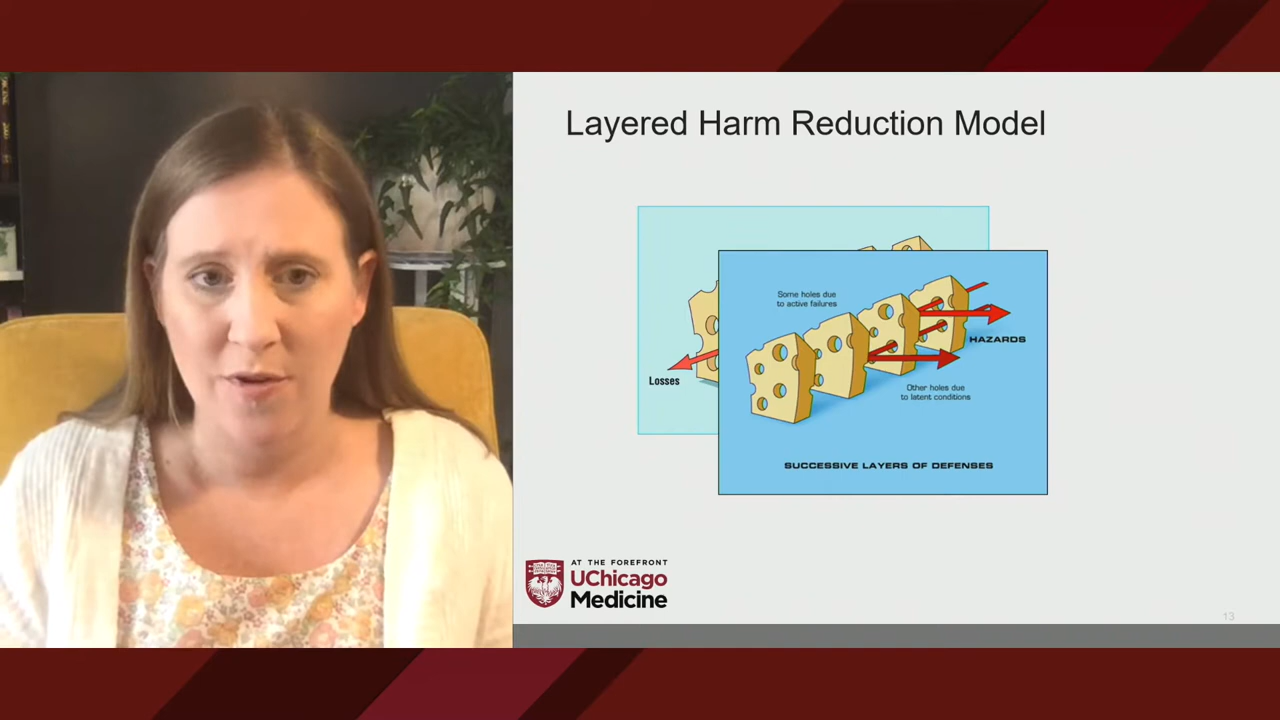 Layered Harm Reduction Model
Some holes due
to active failures
HAZARDS
Losses
Other holes due
to latent conditions
SUCCESSIVE LAYERS OF DEFENSES
AT THE FOREFRONT
UChicago
Medicine
13